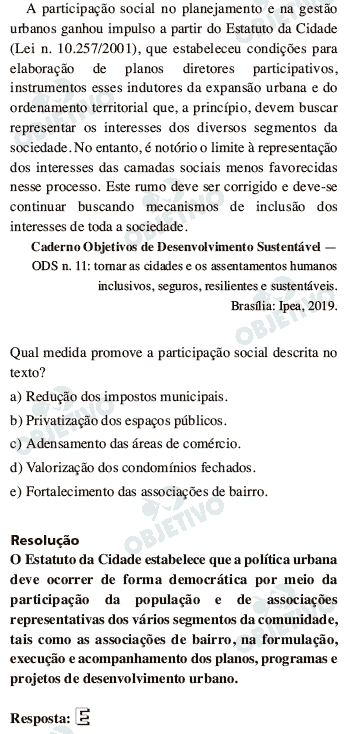 A participação social no planejamento e na gestão
urbanos ganhou impulso a partir do Estatuto da Cidade
(Lei n. 10.257/2001), que estabeleceu condições para
elaboração de planos diretores participativos,
instrumentos esses indutores da expansão urbana e do
ordenamento territorial que, a princípio, devem buscar
representar os interesses dos diversos segmentos da
sociedade. No entanto, é notório o limite à representação
dos interesses das camadas sociais menos favorecidas
nesse processo. Este rumo deve ser corrigido e deve-se
continuar buscando mecanismos de inclusão dos
interesses de toda a sociedade.
Caderno Objetivos de Desenvolvimento Sustentável —
ODS n. 11: tornar as cidades e os assentamentos humanos
inclusivos, seguros, resilientes e sustentáveis.
Brasília: Ipea, 2019.
Qual medida promove a participação social descrita no
texto?
a) Redução dos impostos municipais.
b) Privatização dos espaços públicos.
c) Adensamento das áreas de comércio.
d) Valorização dos condomínios fechados.
e) Fortalecimento das associações de bairro.
Resolução
O Estatuto da Cidade estabelece que a política urbana
deve ocorrer de forma democrática por meio da
participação da população e de associações
representativas dos vários segmentos da comunidade,
tais como as associações de bairro, na formulação,
execução e acompanhamento dos planos, programas e
projetos de desenvolvimento urbano.
Resposta: E
OBJETIVO
OBJETIVO
OBJETIVO
OBJETIVO
OBJETIVO
OBJETIVO
OBJETIVO
OBJETIVO
OBJETIVO